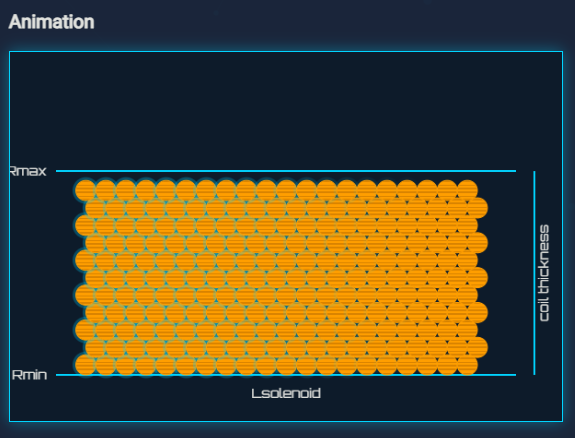 Animation
Rmax
coil thickness
Rmin
Lsolenoid